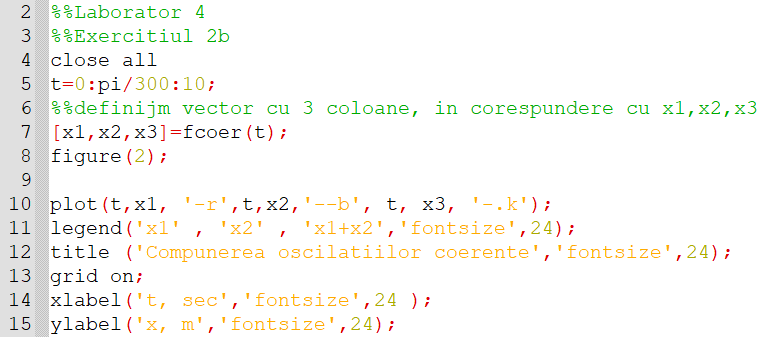 2 %%Laborator 4
3 %%Exercitiul 2b
4 close all
5 t=0:pi/300:10;
6 %%definijm vector cu 3 coloane, in corespundere cu x1,x2,x3
7 [x1,x2,x3]=fcoer(t);
8 figure(2);
9
10 plot(t,x1, '-r',t,x2,'--b', t, x3, '-.k');
11 legend('x1' , 'x2' , 'x1+x2','fontsize',24);
12 title ('Compunerea oscilatiilor coerente','fontsize',24);
13 grid on;
14 xlabel('t, sec','fontsize',24 );
15 ylabel('x, m','fontsize',24);